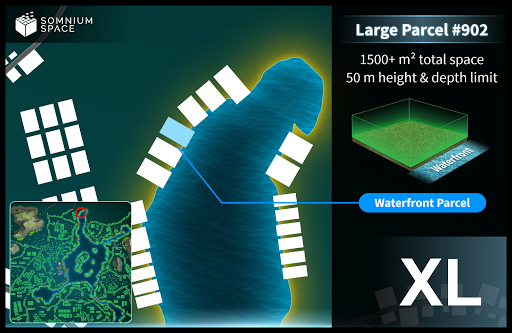 SOMNIUM
SPACE
Large Parcel #902
1500+ m² total space
50 m height & depth limit
Waterfront
Waterfront Parcel
XL